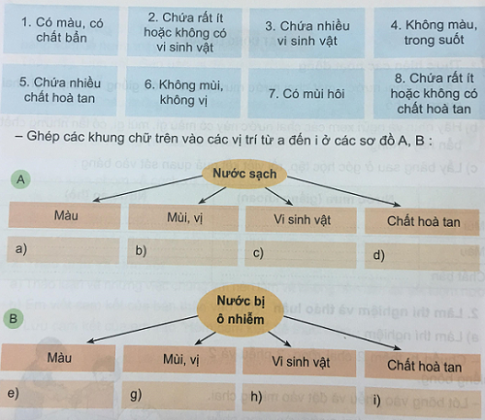 1. Có màu, có
chất bẩn
2. Chứa rất ít
hoặc không có
vi sinh vật
3. Chứa nhiều
vi sinh vật
4. Không màu,
trong suốt
5. Chứa nhiều
chất hoà tan
6. Không mùi,
không vị
7. Có mùi hôi
8. Chứa rất ít
hoặc không có
chất hoà tan
– Ghép các khung chữ trên vào các vị trí từ a đến i ở các sơ đồ A, B :
A
Nước sạch
Màu
Mùi, vị
Vi sinh vật
Chất hoà tan
a)
b)
c)
d)
B
Nước bị
ô nhiễm
Màu
Mùi, vị
Vi sinh vật
Chất hoà tan
e)
g)
h)
i)